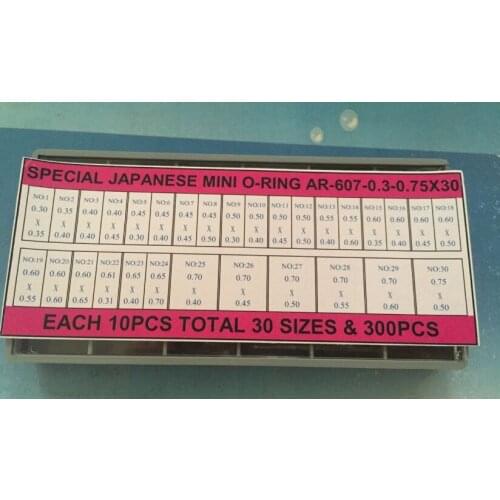 SPECIAL JAPANESE MINI O-RING AR-607-0.3-0.75X30
NO:1 NO:2 NO:3 NO:4 NO:5 NO:6 NO:7 NO:8 NO:9 NO:10 NO:11 NO:12 NO:13 NO:14 NO:15 NO:16 NO:17 NO:18
0.30 0.35 0.40 0.40 0.45 0.45 0.45 0.45 0.50 0.50 0.50 0.50 0.55 0.55 0.60 0.60 0.60 0.60
X X X X X X X X X X X X X X X X X X
0.35 0.40 0.30 0.40 0.35 0.40 0.45 0.50 0.30 0.40 0.45 0.50 0.40 0.60 0.35 0.40 0.45 0.50
NO:19 NO:20 NO:21 NO:22 NO:23 NO:24 NO:25 NO:26 NO:27 NO:28 NO:29 NO:30
0.60 0.60 0.60 0.61 0.65 0.65 0.70 0.70 0.70 0.70 0.70 0.75
X X X X X X X X X X X X
0.55 0.60 0.65 0.31 0.40 0.70 0.40 0.45 0.50 0.55 0.60 0.50
EACH 10PCS TOTAL 30 SIZES & 300PCS